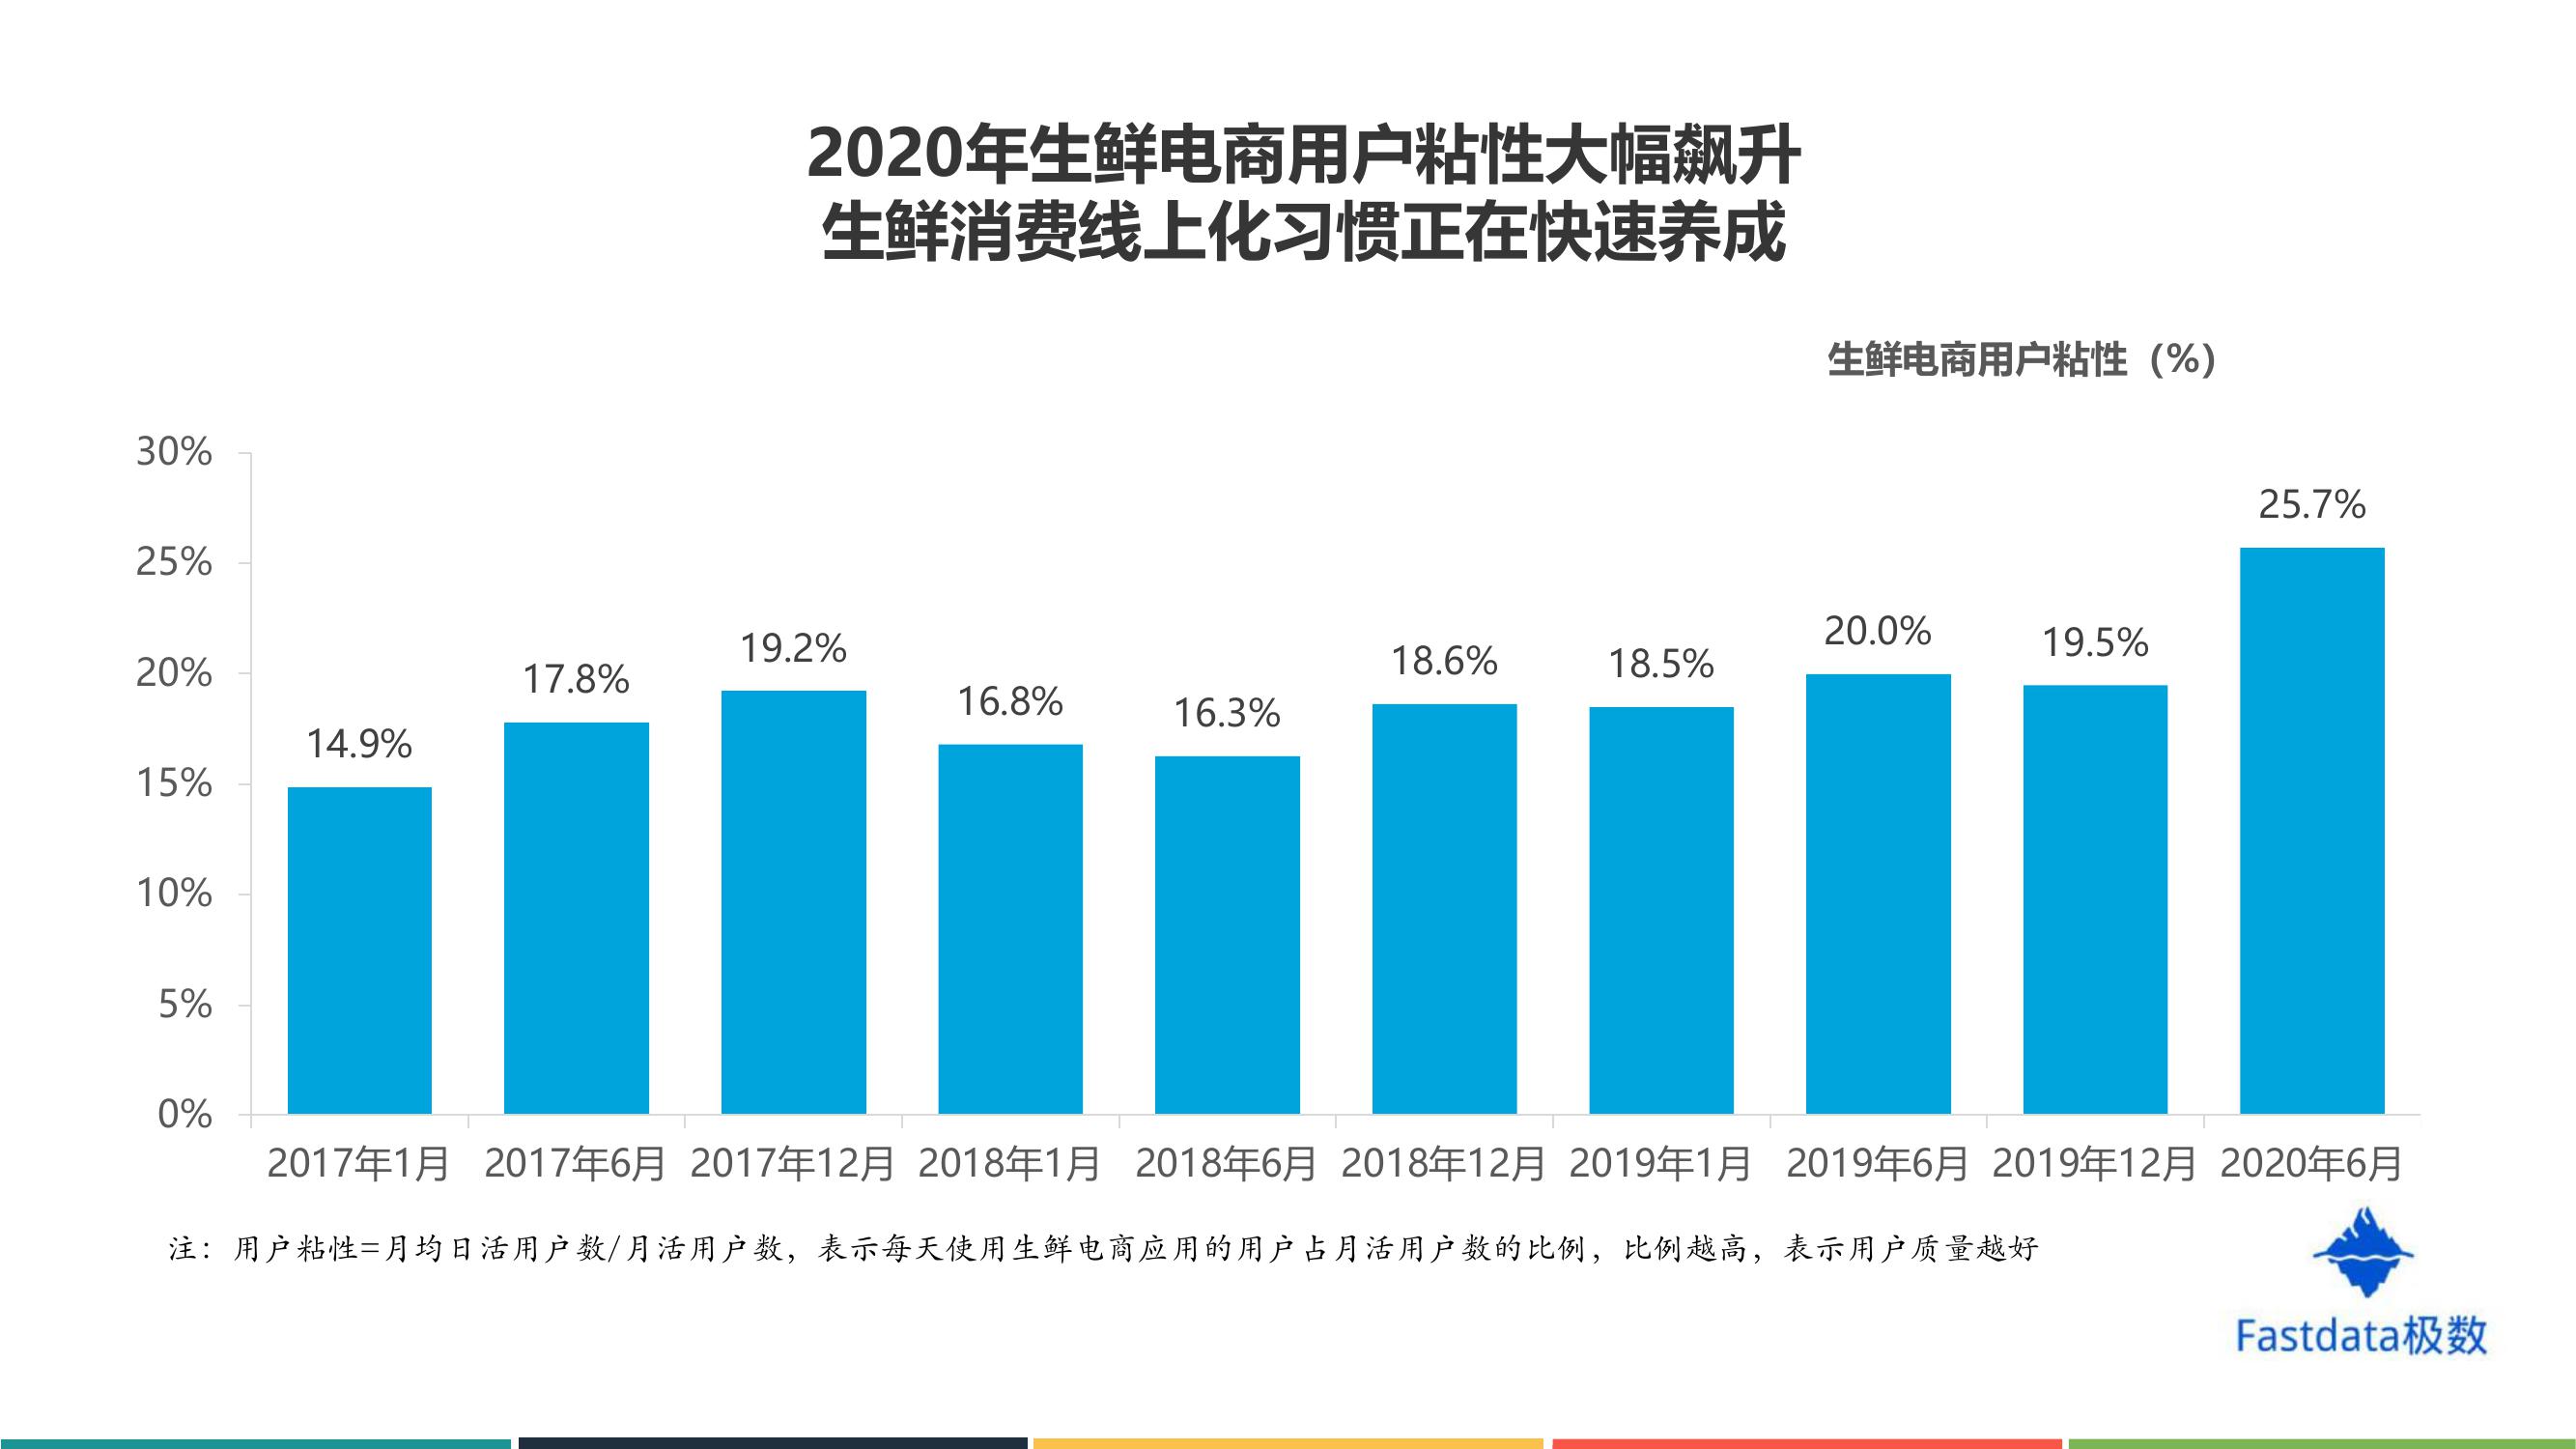 2020年生鲜电商用户粘性大幅飙升
生鲜消费线上化习惯正在快速养成
生鲜电商用户粘性（%）
30%
25%
20%
15%
10%
5%
0%
14.9%
17.8%
19.2%
16.8%
16.3%
18.6%
18.5%
20.0%
19.5%
25.7%
2017年1月
2017年6月
2017年12月
2018年1月
2018年6月
2018年12月
2019年1月
2019年6月
2019年12月
2020年6月
注：用户粘性=月均日活用户数/月活用户数，表示每天使用生鲜电商应用的用户占月活用户数的比例，比例越高，表示用户质量越好
Fastdata极数